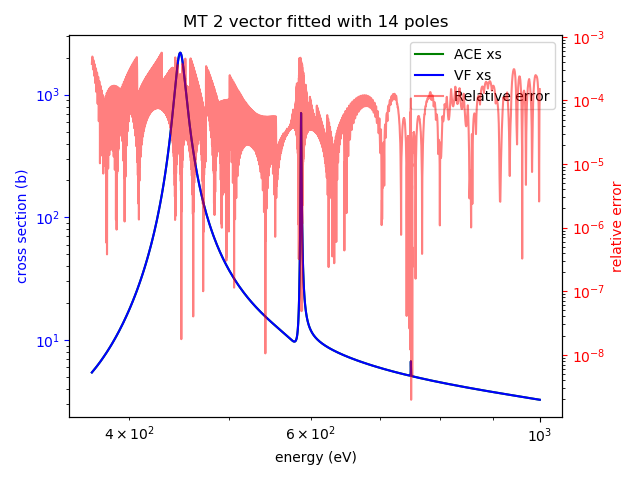 MT 2 vector fitted with 14 poles
ACE xs
VF xs
Relative error
cross section (b)
10³
10²
10¹
relative error
10⁻³
10⁻⁴
10⁻⁵
10⁻⁶
10⁻⁷
10⁻⁸
4 × 10² 6 × 10² 10³
energy (eV)